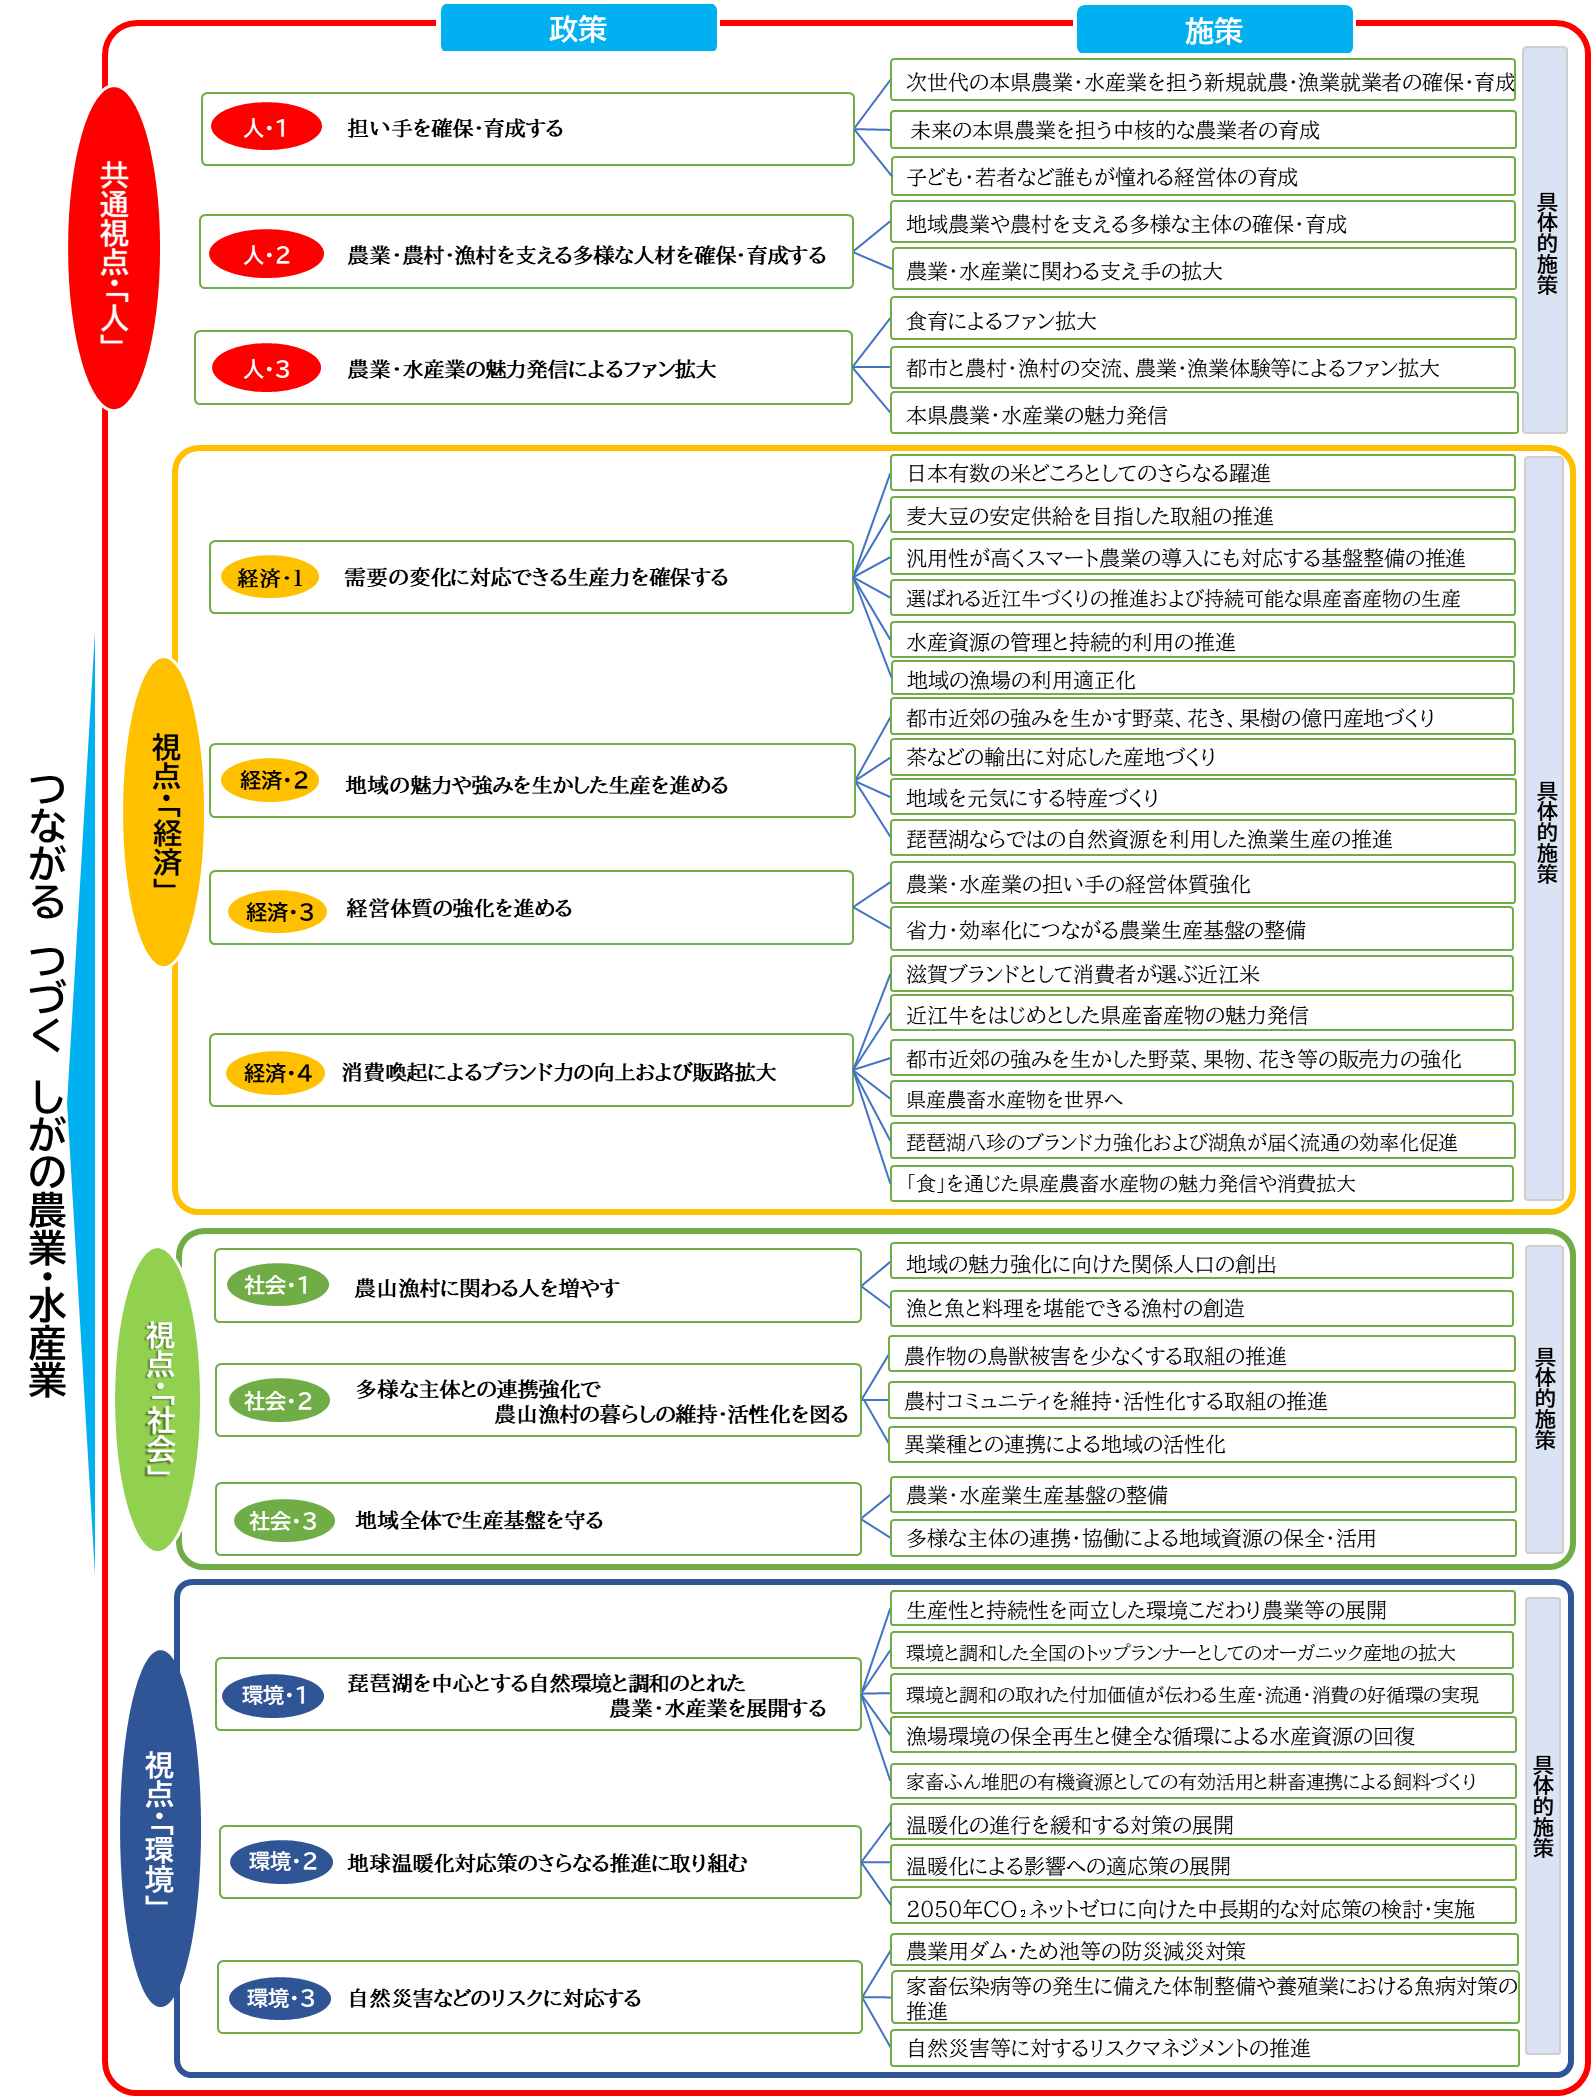 政策
施策
つながる つづく しがの農業・水産業
共通視点・「人」
人・1
担い手を確保・育成する
次世代の本県農業・水産業を担う新規就農・漁業就業者の確保・育成
未来の本県農業を担う中核的な農業者の育成
子ども・若者など誰もが憧れる経営体の育成
人・2
農業・農村・漁村を支える多様な人材を確保・育成する
地域農業や農村を支える多様な主体の確保・育成
農業・水産業に関わる支え手の拡大
人・3
農業・水産業の魅力発信によるファン拡大
食育によるファン拡大
都市と農村・漁村の交流、農業・漁業体験等によるファン拡大
本県農業・水産業の魅力発信
具体的施策
視点・「経済」
経済・1
需要の変化に対応できる生産力を確保する
日本有数の米どころとしてのさらなる躍進
麦大豆の安定供給を目指した取組の推進
汎用性が高くスマート農業の導入にも対応する基盤整備の推進
選ばれる近江牛づくりの推進および持続可能な県産畜産物の生産
水産資源の管理と持続的利用の推進
地域の漁場の利用適正化
経済・2
地域の魅力や強みを生かした生産を進める
都市近郊の強みを生かす野菜、花き、果樹の億円産地づくり
茶などの輸出に対応した産地づくり
地域を元気にする特産づくり
琵琶湖ならではの自然資源を利用した漁業生産の推進
経済・3
経営体質の強化を進める
農業・水産業の担い手の経営体質強化
省力・効率化につながる農業生産基盤の整備
経済・4
消費喚起によるブランド力の向上および販路拡大
滋賀ブランドとして消費者が選ぶ近江米
近江牛をはじめとした県産畜産物の魅力発信
都市近郊の強みを生かした野菜、果物、花き等の販売力の強化
県産農畜水産物を世界へ
琵琶湖八珍のブランド力強化および湖魚が届く流通の効率化促進
「食」を通じた県産農畜水産物の魅力発信や消費拡大
具体的施策
視点・「社会」
社会・1
農山漁村に関わる人を増やす
地域の魅力強化に向けた関係人口の創出
漁と魚と料理を堪能できる漁村の創造
社会・2
多様な主体との連携強化で
農山漁村の暮らしの維持・活性化を図る
農作物の鳥獣被害を少なくする取組の推進
農村コミュニティを維持・活性化する取組の推進
異業種との連携による地域の活性化
社会・3
地域全体で生産基盤を守る
農業・水産業生産基盤の整備
多様な主体の連携・協働による地域資源の保全・活用
具体的施策
視点・「環境」
環境・1
琵琶湖を中心とする自然環境と調和のとれた
農業・水産業を展開する
生産性と持続性を両立した環境こだわり農業等の展開
環境と調和した全国のトップランナーとしてのオーガニック産地の拡大
環境と調和の取れた付加価値が伝わる生産・流通・消費の好循環の実現
漁場環境の保全再生と健全な循環による水産資源の回復
家畜ふん堆肥の有機資源としての有効活用と耕畜連携による飼料づくり
環境・2
地球温暖化対応策のさらなる推進に取り組む
温暖化の進行を緩和する対策の展開
温暖化による影響への適応策の展開
2050年CO₂ネットゼロに向けた中長期的な対応策の検討・実施
環境・3
自然災害などのリスクに対応する
農業用ダム・ため池等の防災減災対策
家畜伝染病等の発生に備えた体制整備や養殖業における魚病対策の
推進
自然災害等に対するリスクマネジメントの推進
具体的施策